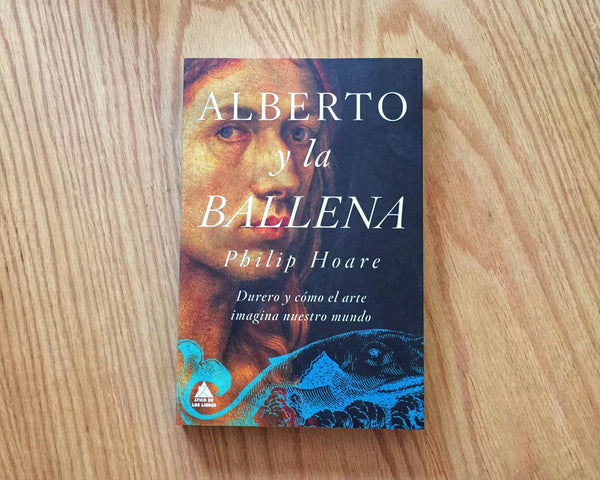 ALBERTO
y la
BALLENA
Philip Hoare
Durero y cómo el arte
imagina nuestro mundo
ÁTICO DE
LOS LIBROS